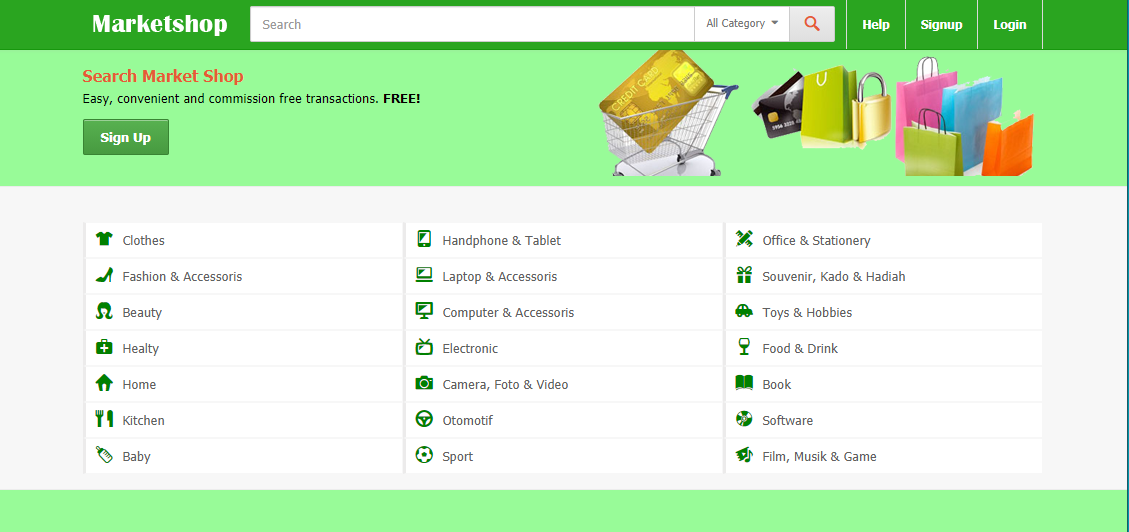 Marketshop
Search
All Category
Help
Signup
Login
Search Market Shop
Easy, convenient and commission free transactions. FREE!
Sign Up
CREDIT CARD
Clothes
Handphone & Tablet
Office & Stationery
Fashion & Accessoris
Laptop & Accessoris
Souvenir, Kado & Hadiah
Beauty
Computer & Accessoris
Toys & Hobbies
Healty
Electronic
Food & Drink
Home
Camera, Foto & Video
Book
Kitchen
Otomotif
Software
Baby
Sport
Film, Musik & Game